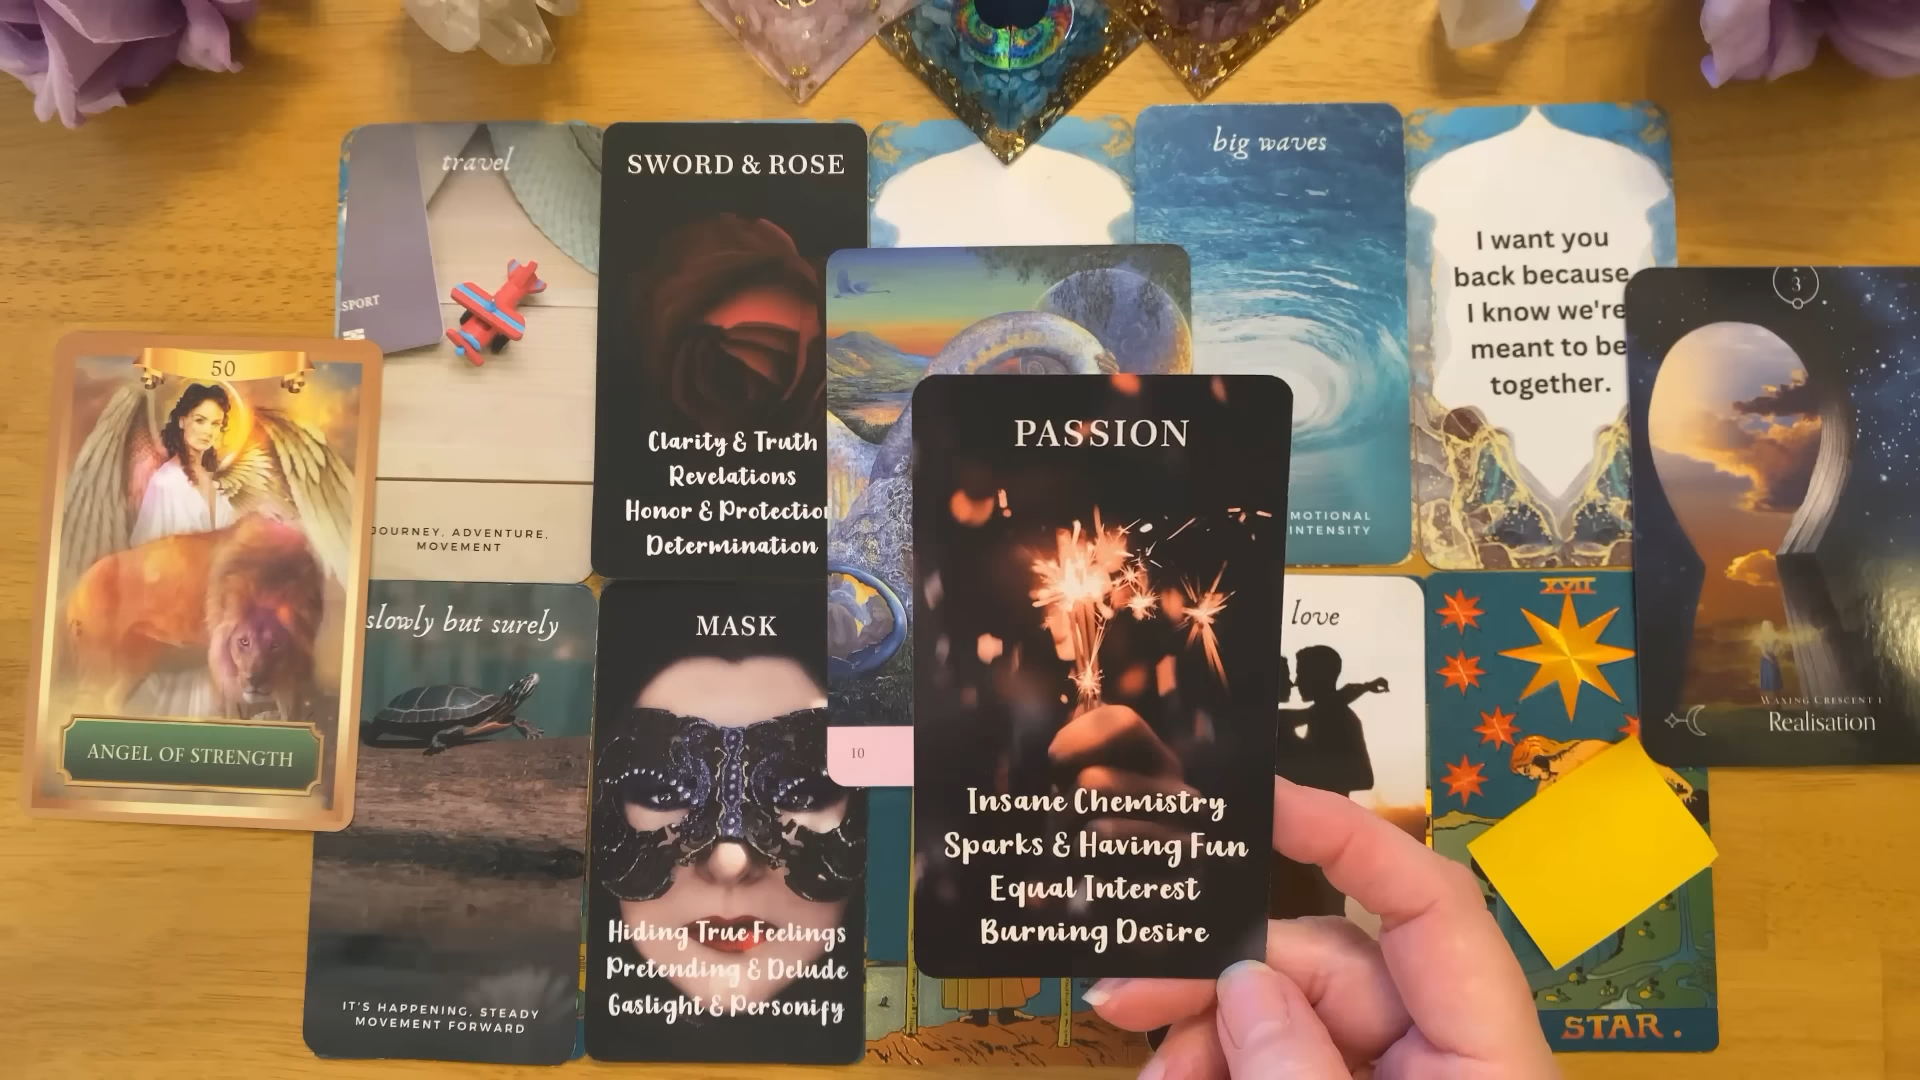 travel
SPORT
JOURNEY, ADVENTURE,
MOVEMENT
SWORD & ROSE
Clarity & Truth
Revelations
Honor & Protection
Determination
big waves
MOTIONAL
INTENSITY
I want you
back because
I know we're
meant to be
together.
3
WAXING CRESCENT I
Realisation
50
ANGEL OF STRENGTH
slowly but surely
IT'S HAPPENING, STEADY
MOVEMENT FORWARD
MASK
Hiding True Feelings
Pretending & Delude
Gaslight & Personify
10
PASSION
Insane Chemistry
Sparks & Having Fun
Equal Interest
Burning Desire
love
XVII
STAR.